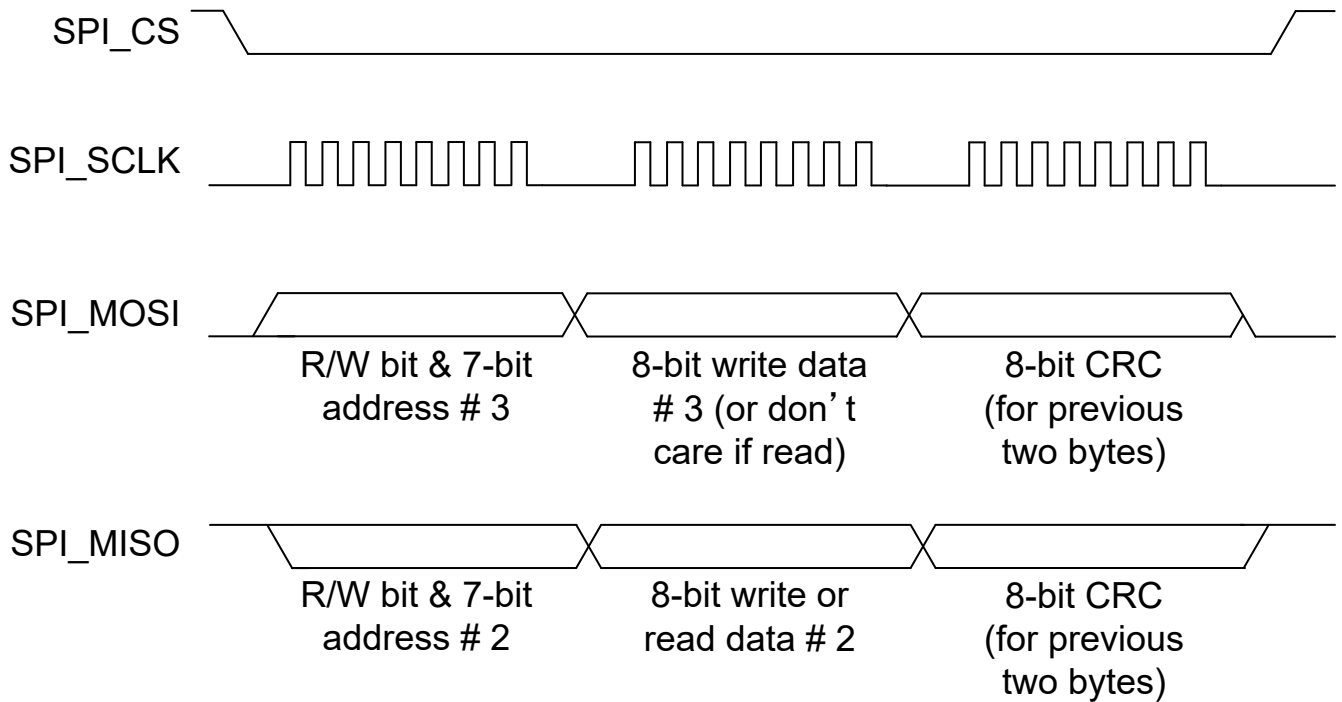 SPI_CS
SPI_SCLK
SPI_MOSI
R/W bit & 7-bit
address # 3
8-bit write data
# 3 (or don’t
care if read)
8-bit CRC
(for previous
two bytes)
SPI_MISO
R/W bit & 7-bit
address # 2
8-bit write or
read data # 2
8-bit CRC
(for previous
two bytes)